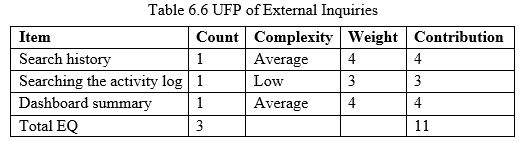 Table 6.6 UFP of External Inquiries
Item Count Complexity Weight Contribution
Search history 1 Average 4 4
Searching the activity log 1 Low 3 3
Dashboard summary 1 Average 4 4
Total EQ 3 11